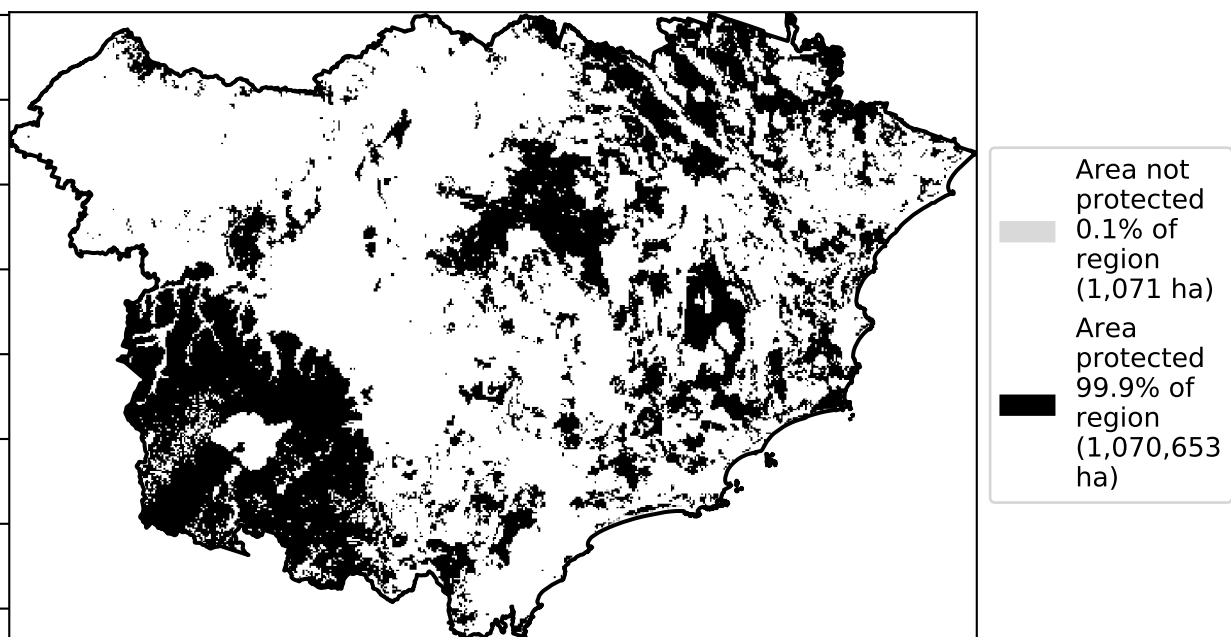 Area not
protected
0.1% of
region
(1,071 ha)
Area
protected
99.9% of
region
(1,070,653
ha)